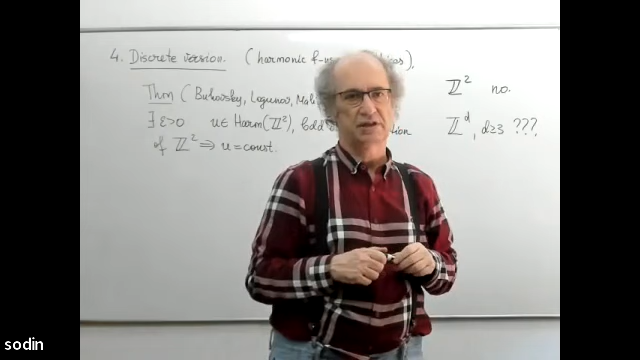 4. Discrete version. (harmonic f-
Thm (Buhovsky, Logunov, Mal
∃ ε>0 u∈Harm(ℤ²), bdd
of ℤ² ⟹ u=const.
ℤ² no.
ℤᵈ, d≥3 ???
sodin